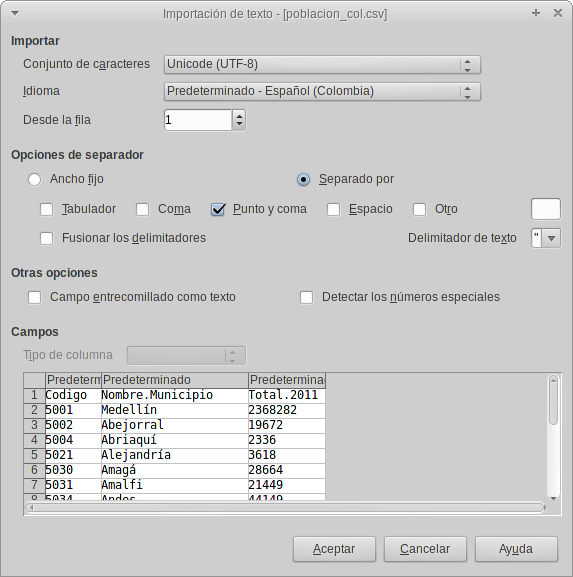 Importación de texto - [poblacion_col.csv]
Importar
Conjunto de caracteres Unicode (UTF-8)
Idioma Predeterminado - Español (Colombia)
Desde la fila 1
Opciones de separador
Ancho fijo Separado por
Tabulador Coma Punto y coma Espacio Otro
Fusionar los delimitadores Delimitador de texto "
Otras opciones
Campo entrecomillado como texto Detectar los números especiales
Campos
Tipo de columna
Predeterm Predeterminado Predetermina
1 Codigo Nombre.Municipio Total.2011
2 5001 Medellín 2368282
3 5002 Abejorral 19672
4 5004 Abriaquí 2336
5 5021 Alejandría 3618
6 5030 Amagá 28664
7 5031 Amalfi 21449
8 5034 Andes 44149
Aceptar Cancelar Ayuda